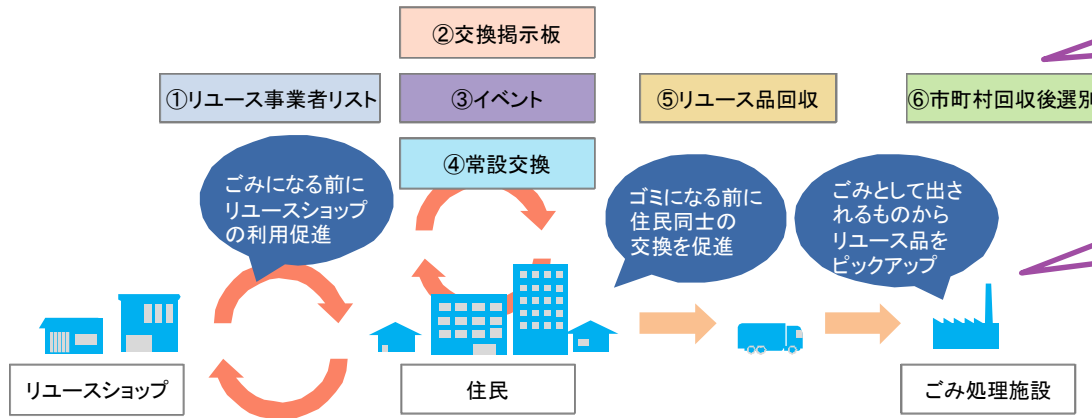 ②交換掲示板
①リユース事業者リスト
③イベント
⑤リユース品回収
⑥市町村回収後選別
④常設交換
ごみになる前に
リユースショップ
の利用促進
ゴミになる前に
住民同士の
交換を促進
ごみとして出さ
れるものから
リユース品を
ピックアップ
リユースショップ
住民
ごみ処理施設